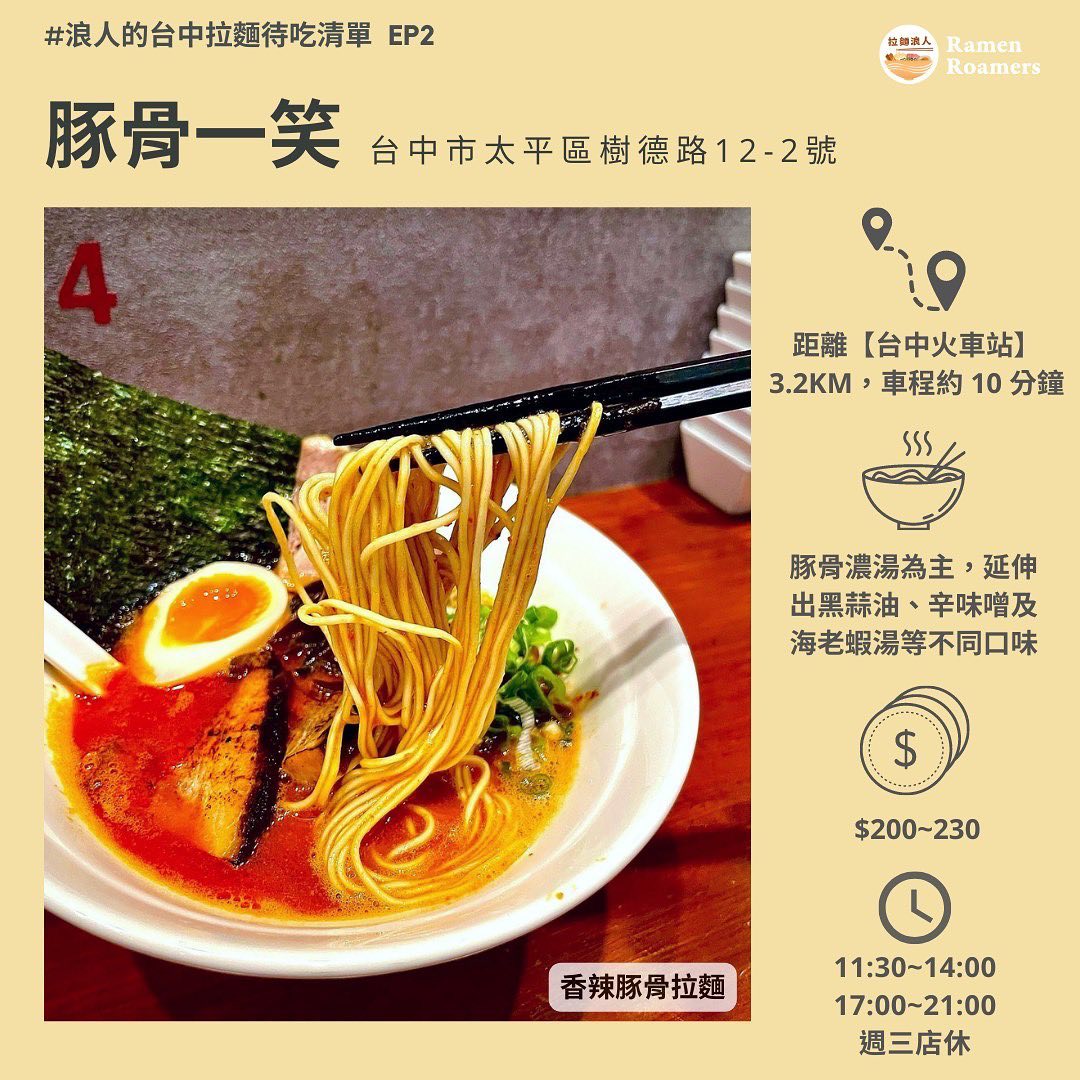 #浪人的台中拉麵待吃清單 EP2
拉麵浪人
Ramen
Roamers
豚骨一笑
台中市太平區樹德路12-2號
4
距離【台中火車站】
3.2KM，車程約 10 分鐘
豚骨濃湯為主，延伸
出黑蒜油、辛味噌及
海老蝦湯等不同口味
$
$200~230
11:30~14:00
17:00~21:00
週三店休
香辣豚骨拉麵